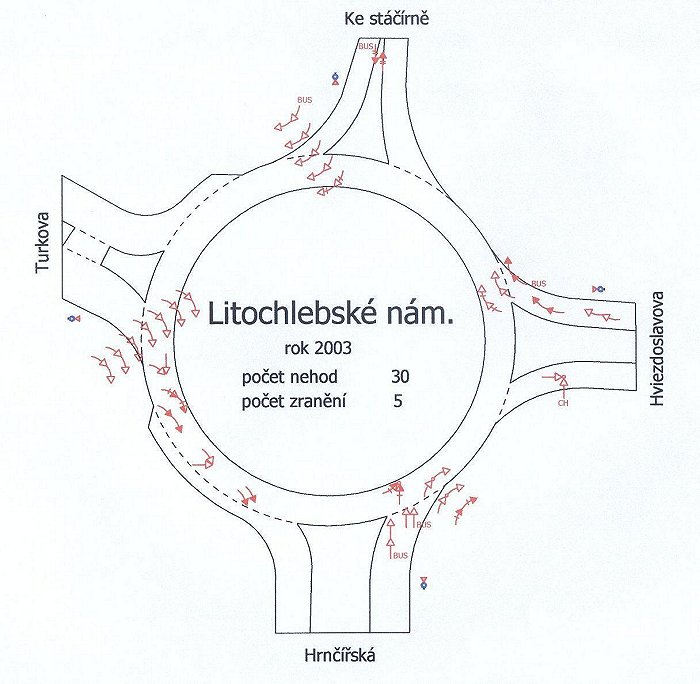 Ke stáčírně
BUS
BUS
Turkova
BUS
Litochlebské nám.
rok 2003
počet nehod 30
počet zranění 5
Hviezdoslavova
CH
BUS
BUS
Hrnčířská